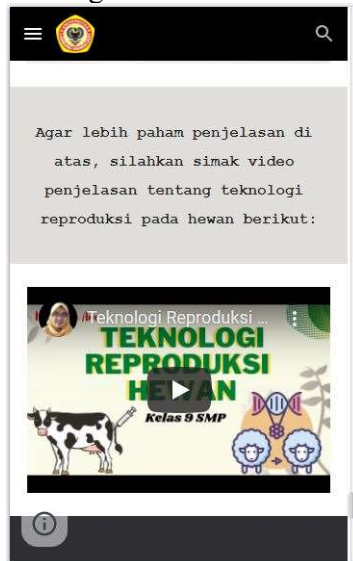 Agar lebih paham penjelasan di
atas, silahkan simak video
penjelasan tentang teknologi
reproduksi pada hewan berikut:
Teknologi Reproduksi ...
TEKNOLOGI
REPRODUKSI
HEWAN
Kelas 9 SMP